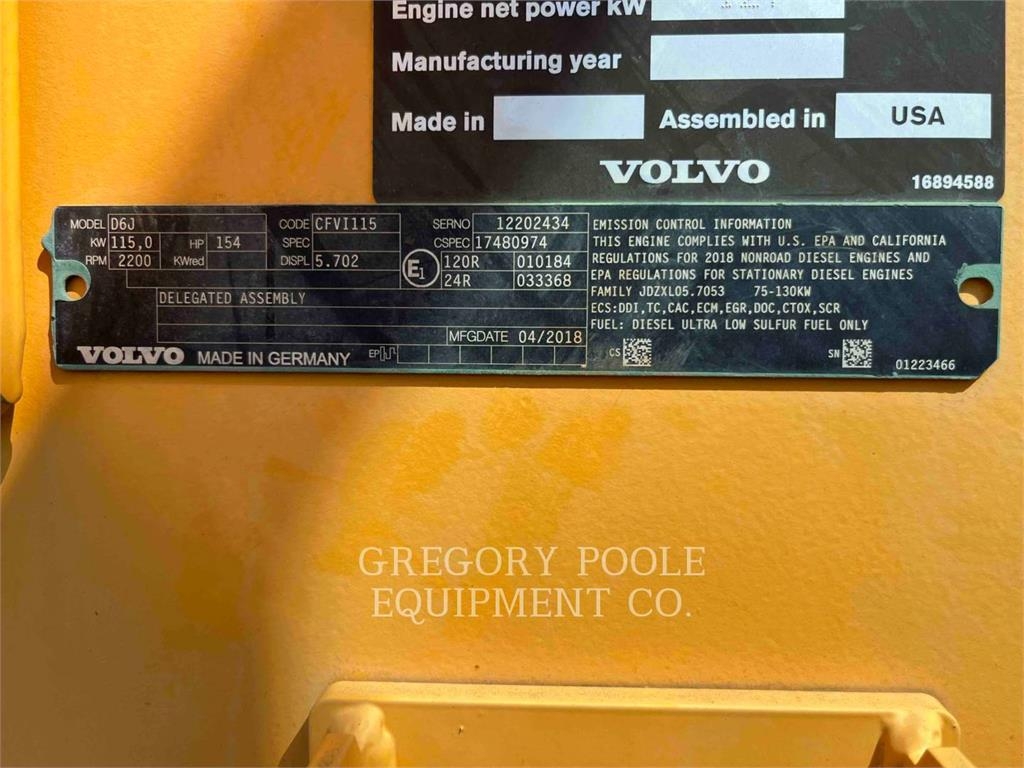 Engine net power kW
Manufacturing year
Made in Assembled in USA
VOLVO
16894588
MODEL D6J CODE CFVI115 SERNO 12202434
KW 115,0 HP 154 SPEC CSPEC 17480974
RPM 2200 KWred DISPL 5.702 E1 120R 010184
24R 033368
DELEGATED ASSEMBLY
MFGDATE 04/2018
VOLVO MADE IN GERMANY EP
EMISSION CONTROL INFORMATION
THIS ENGINE COMPLIES WITH U.S. EPA AND CALIFORNIA
REGULATIONS FOR 2018 NONROAD DIESEL ENGINES AND
EPA REGULATIONS FOR STATIONARY DIESEL ENGINES
FAMILY JDZXL05.7053 75-130KW
ECS:DDI,TC,CAC,ECM,EGR,DOC,CTOX,SCR
FUEL: DIESEL ULTRA LOW SULFUR FUEL ONLY
CS SN 01223466
GREGORY POOLE
EQUIPMENT CO.